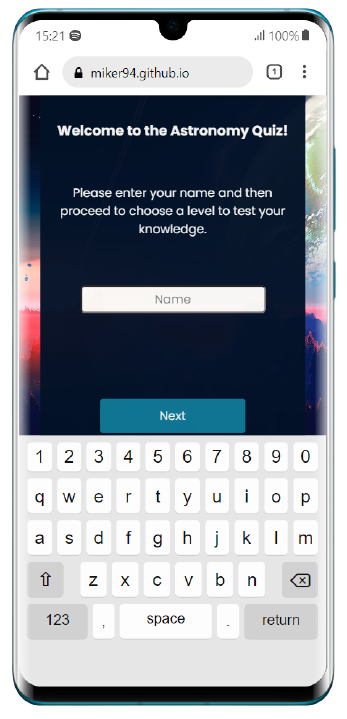 15:21 100%
miker94.github.io 1
Welcome to the Astronomy Quiz!
Please enter your name and then
proceed to choose a level to test your
knowledge.
Name
Next
1 2 3 4 5 6 7 8 9 0
q w e r t y u i o p
a s d f g h j k l m
z x c v b n
123 , space . return